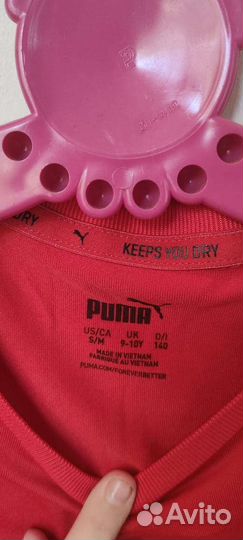 DRY
KEEPS YOU DRY
PUMA
US/CA UK D/I
S/M 9-10Y 140
MADE IN VIETNAM
FABRIQUÉ AU VIETNAM
PUMA.COM/FOREVERBETTER
Avito